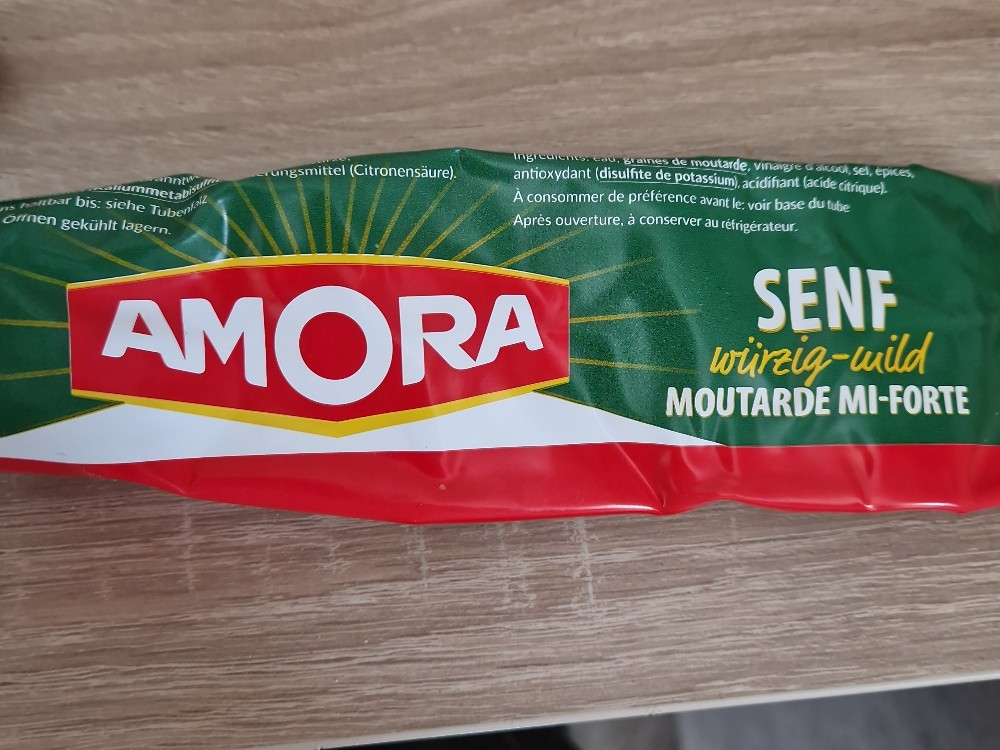 rungsmittel (Citronensäure).
haltbar bis: siehe Tubenfalz
Öffnen gekühlt lagern.
Ingrédients: eau, graines de moutarde, vinaigre d'alcool, sel, épices,
antioxydant (disulfite de potassium), acidifiant (acide citrique).
À consommer de préférence avant le: voir base du tube
Après ouverture, à conserver au réfrigérateur.
AMORA
SENF
würzig-mild
MOUTARDE MI-FORTE